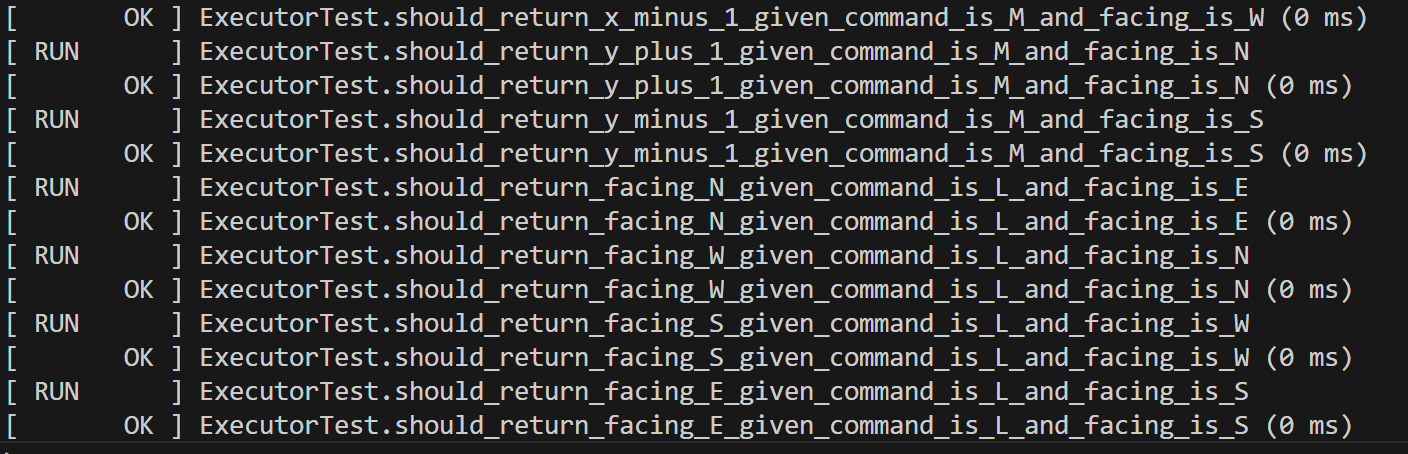 [       OK ] ExecutorTest.should_return_x_minus_1_given_command_is_M_and_facing_is_W (0 ms)
[ RUN      ] ExecutorTest.should_return_y_plus_1_given_command_is_M_and_facing_is_N
[       OK ] ExecutorTest.should_return_y_plus_1_given_command_is_M_and_facing_is_N (0 ms)
[ RUN      ] ExecutorTest.should_return_y_minus_1_given_command_is_M_and_facing_is_S
[       OK ] ExecutorTest.should_return_y_minus_1_given_command_is_M_and_facing_is_S (0 ms)
[ RUN      ] ExecutorTest.should_return_facing_N_given_command_is_L_and_facing_is_E
[       OK ] ExecutorTest.should_return_facing_N_given_command_is_L_and_facing_is_E (0 ms)
[ RUN      ] ExecutorTest.should_return_facing_W_given_command_is_L_and_facing_is_N
[       OK ] ExecutorTest.should_return_facing_W_given_command_is_L_and_facing_is_N (0 ms)
[ RUN      ] ExecutorTest.should_return_facing_S_given_command_is_L_and_facing_is_W
[       OK ] ExecutorTest.should_return_facing_S_given_command_is_L_and_facing_is_W (0 ms)
[ RUN      ] ExecutorTest.should_return_facing_E_given_command_is_L_and_facing_is_S
[       OK ] ExecutorTest.should_return_facing_E_given_command_is_L_and_facing_is_S (0 ms)